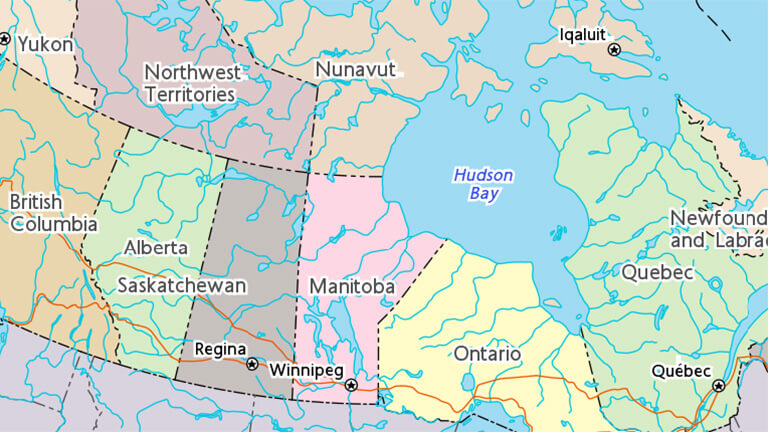 Iqaluit
Yukon
Northwest
Territories
Nunavut
Hudson
Bay
British
Columbia
Newfound
and Labrad
Alberta
Quebec
Saskatchewan
Manitoba
Regina
Ontario
Winnipeg
Québec